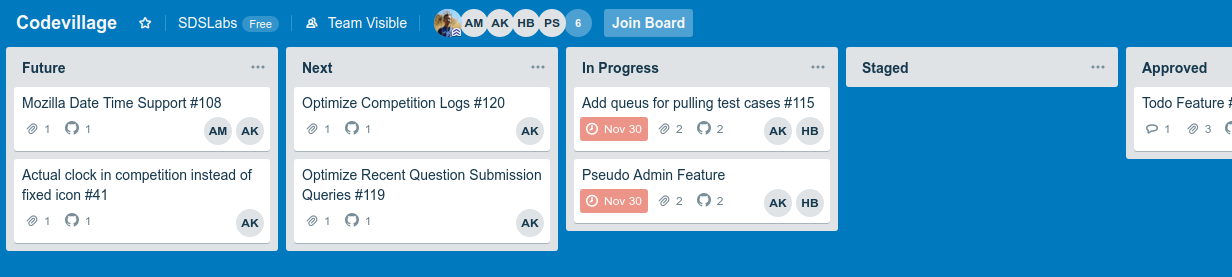 Codevillage SDSLabs Free Team Visible AM AK HB PS 6 Join Board
Future
Mozilla Date Time Support #108
1 1 AM AK
Actual clock in competition instead of
fixed icon #41
1 1 AK
Next
Optimize Competition Logs #120
1 1 AK
Optimize Recent Question Submission
Queries #119
1 1 AK
In Progress
Add queus for pulling test cases #115
Nov 30 2 2 AK HB
Pseudo Admin Feature
Nov 30 2 2 AK HB
Staged
Approved
Todo Feature #
1 3